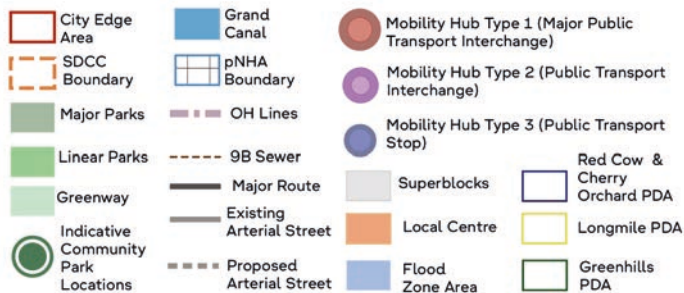 City Edge
Area
SDCC
Boundary
Major Parks
Linear Parks
Greenway
Indicative
Community
Park
Locations
Grand
Canal
pNHA
Boundary
OH Lines
9B Sewer
Major Route
Existing
Arterial Street
Proposed
Arterial Street
Mobility Hub Type 1 (Major Public
Transport Interchange)
Mobility Hub Type 2 (Public Transport
Interchange)
Mobility Hub Type 3 (Public Transport
Stop)
Superblocks
Local Centre
Flood
Zone Area
Red Cow &
Cherry
Orchard PDA
Longmile PDA
Greenhills
PDA